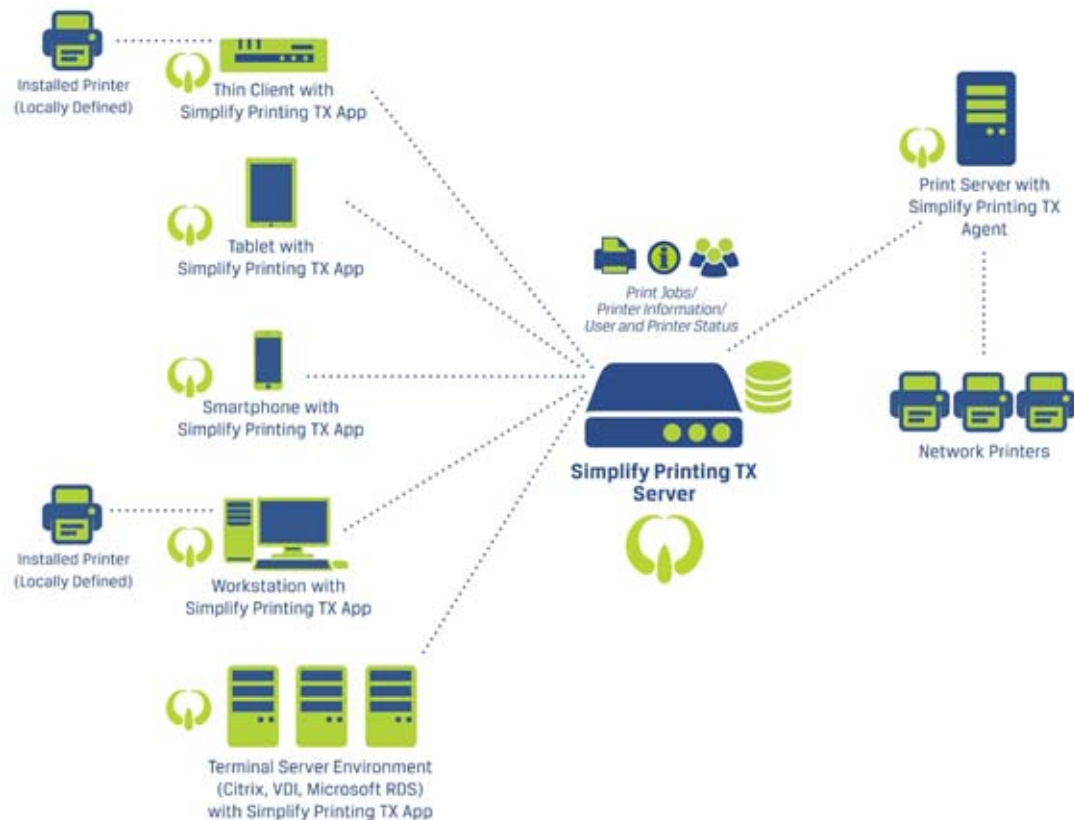 Installed Printer
(Locally Defined)
Thin Client with
Simplify Printing TX App
Tablet with
Simplify Printing TX App
Smartphone with
Simplify Printing TX App
Installed Printer
(Locally Defined)
Workstation with
Simplify Printing TX App
Terminal Server Environment
(Citrix, VDI, Microsoft RDS)
with Simplify Printing TX App
Print Jobs/
Printer Information/
User and Printer Status
Simplify Printing TX
Server
Print Server with
Simplify Printing TX
Agent
Network Printers